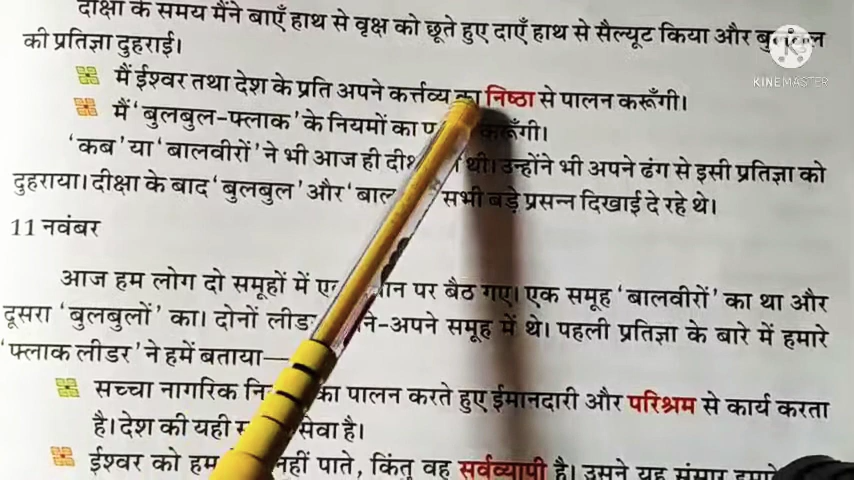 दीक्षा के समय मैंने बाएँ हाथ से वृक्ष को छूते हुए दाएँ हाथ से सैल्यूट किया और बुलबुल
की प्रतिज्ञा दुहराई।
KINEMASTER
मैं ईश्वर तथा देश के प्रति अपने कर्त्तव्य का निष्ठा से पालन करूँगी।
मैं 'बुलबुल-फ्लाक' के नियमों का करूँगी।
'कब' या 'बालवीरों' ने भी आज ही थी। उन्होंने भी अपने ढंग से इसी प्रतिज्ञा को
दुहराया। दीक्षा के बाद 'बुलबुल' और सभी बड़े प्रसन्न दिखाई दे रहे थे।
11 नवंबर
आज हम लोग दो समूहों में पर बैठ गए। एक समूह 'बालवीरों' का था और
दूसरा 'बुलबुलों' का। दोनों समूह में थे। पहली प्रतिज्ञा के बारे में हमारे
'फ्लाक लीडर' ने हमें बताया—
सच्चा नागरिक का पालन करते हुए ईमानदारी और परिश्रम से कार्य करता
है। देश की यही सेवा है।
ईश्वर को हम नहीं पाते, किंतु वह सर्वव्यापी है। उसने यह संसार